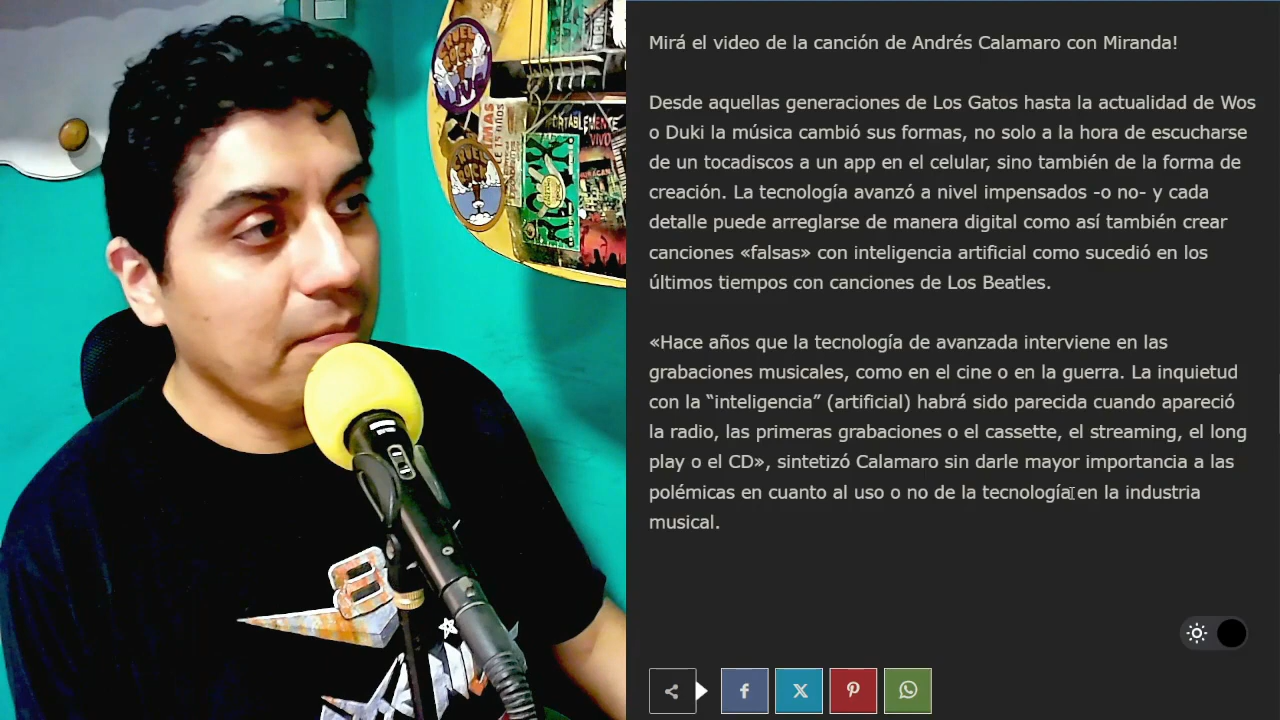 Mirá el video de la canción de Andrés Calamaro con Miranda!
Desde aquellas generaciones de Los Gatos hasta la actualidad de Wos
o Duki la música cambió sus formas, no solo a la hora de escucharse
de un tocadiscos a un app en el celular, sino también de la forma de
creación. La tecnología avanzó a nivel impensados -o no- y cada
detalle puede arreglarse de manera digital como así también crear
canciones «falsas» con inteligencia artificial como sucedió en los
últimos tiempos con canciones de Los Beatles.
«Hace años que la tecnología de avanzada interviene en las
grabaciones musicales, como en el cine o en la guerra. La inquietud
con la “inteligencia” (artificial) habrá sido parecida cuando apareció
la radio, las primeras grabaciones o el cassette, el streaming, el long
play o el CD», sintetizó Calamaro sin darle mayor importancia a las
polémicas en cuanto al uso o no de la tecnología en la industria
musical.